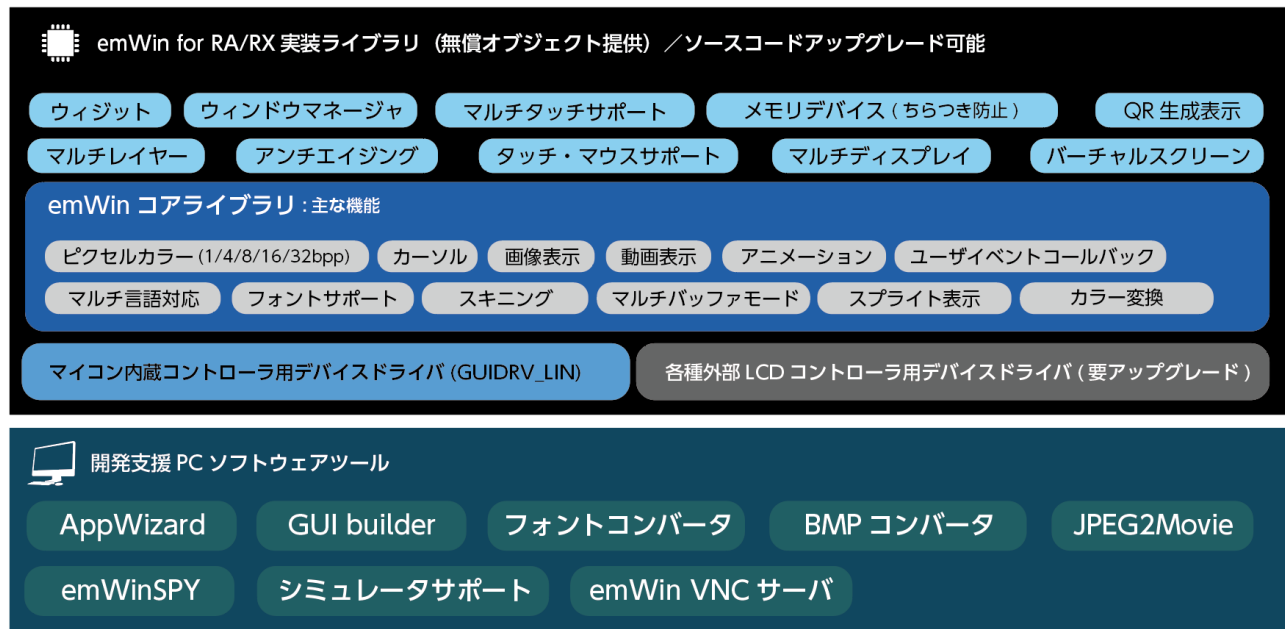 emWin for RA/RX 実装ライブラリ（無償オブジェクト提供）／ソースコードアップグレード可能
ウィジット ウィンドウマネージャ マルチタッチサポート メモリデバイス ( ちらつき防止 ) QR 生成表示
マルチレイヤー アンチエイジング タッチ・マウスサポート マルチディスプレイ バーチャルスクリーン
emWin コアライブラリ : 主な機能
ピクセルカラー (1/4/8/16/32bpp) カーソル 画像表示 動画表示 アニメーション ユーザイベントコールバック
マルチ言語対応 フォントサポート スキニング マルチバッファモード スプライト表示 カラー変換
マイコン内蔵コントローラ用デバイスドライバ (GUIDRV_LIN) 各種外部 LCD コントローラ用デバイスドライバ ( 要アップグレード )
開発支援 PC ソフトウェアツール
AppWizard GUI builder フォントコンバータ BMP コンバータ JPEG2Movie
emWinSPY シミュレータサポート emWin VNC サーバ